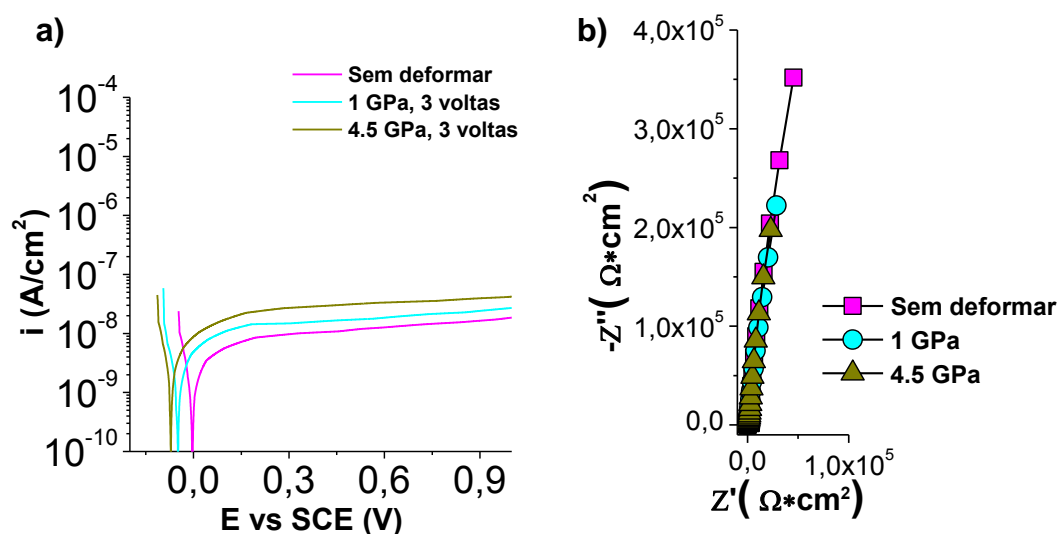 a)
Sem deformar
1 GPa, 3 voltas
4.5 GPa, 3 voltas
i (A/cm²)
10⁻⁴
10⁻⁵
10⁻⁶
10⁻⁷
10⁻⁸
10⁻⁹
10⁻¹⁰
0,0 0,3 0,6 0,9
E vs SCE (V)
b)
-Z''( Ω*cm²)
4,0x10⁵
3,0x10⁵
2,0x10⁵
1,0x10⁵
0,0
Sem deformar
1 GPa
4.5 GPa
0,0 1,0x10⁵
Z'( Ω*cm²)